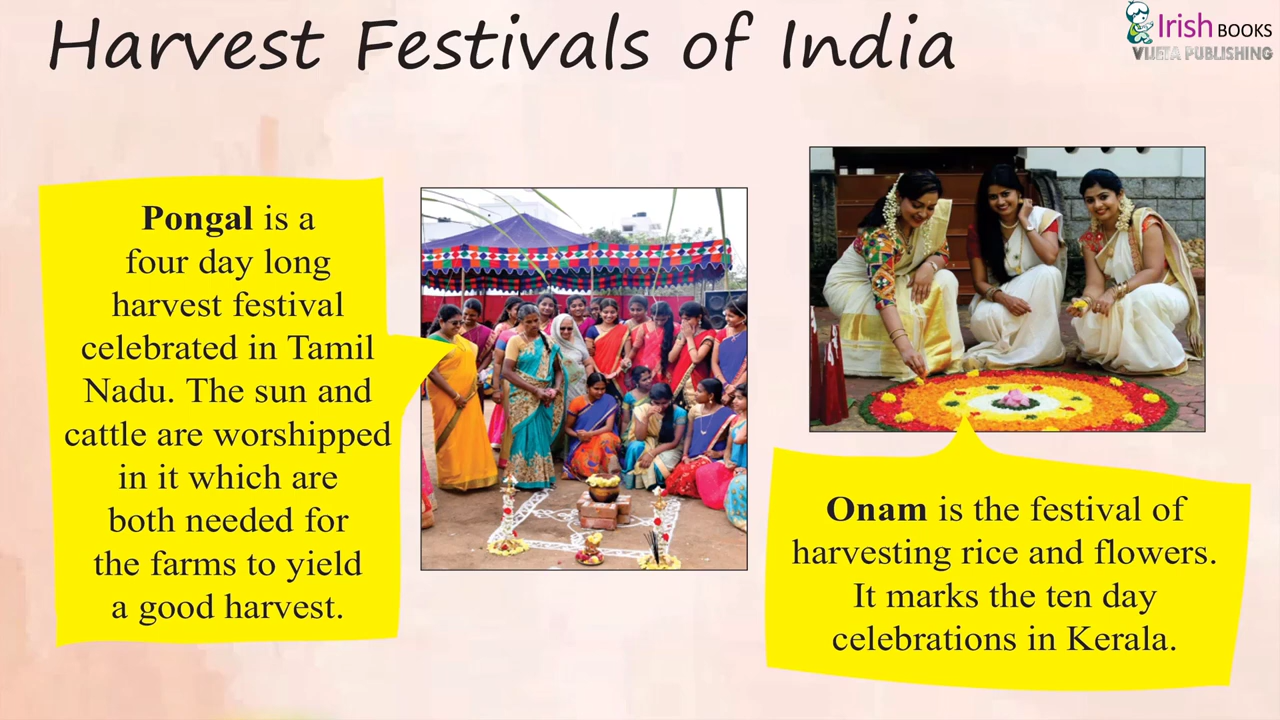 Harvest Festivals of India
Irish BOOKS
VIJETA PUBLISHING
Pongal is a
four day long
harvest festival
celebrated in Tamil
Nadu. The sun and
cattle are worshipped
in it which are
both needed for
the farms to yield
a good harvest.
Onam is the festival of
harvesting rice and flowers.
It marks the ten day
celebrations in Kerala.